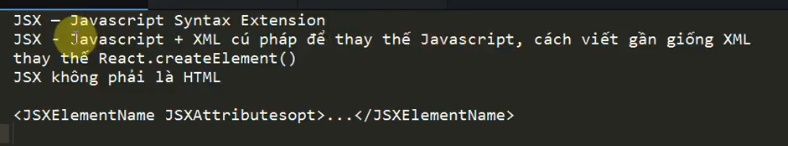 JSX – Javascript Syntax Extension
JSX - Javascript + XML cú pháp để thay thế Javascript, cách viết gần giống XML
thay thế React.createElement()
JSX không phải là HTML
<JSXElementName JSXAttributesopt>...</JSXElementName>